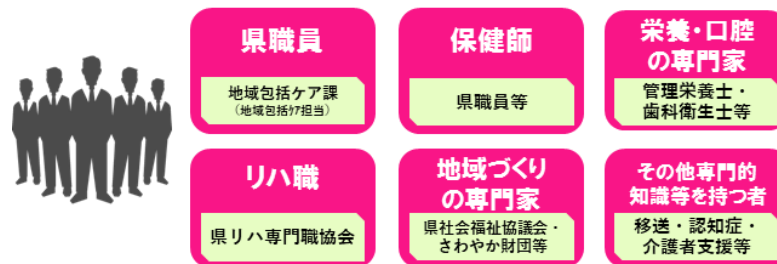 県職員
地域包括ケア課
（地域包括ｹｱ担当）
保健師
県職員等
栄養・口腔
の専門家
管理栄養士・
歯科衛生士等
リハ職
県リハ専門職協会
地域づくり
の専門家
県社会福祉協議会・
さわやか財団等
その他専門的
知識等を持つ者
移送・認知症・
介護者支援等